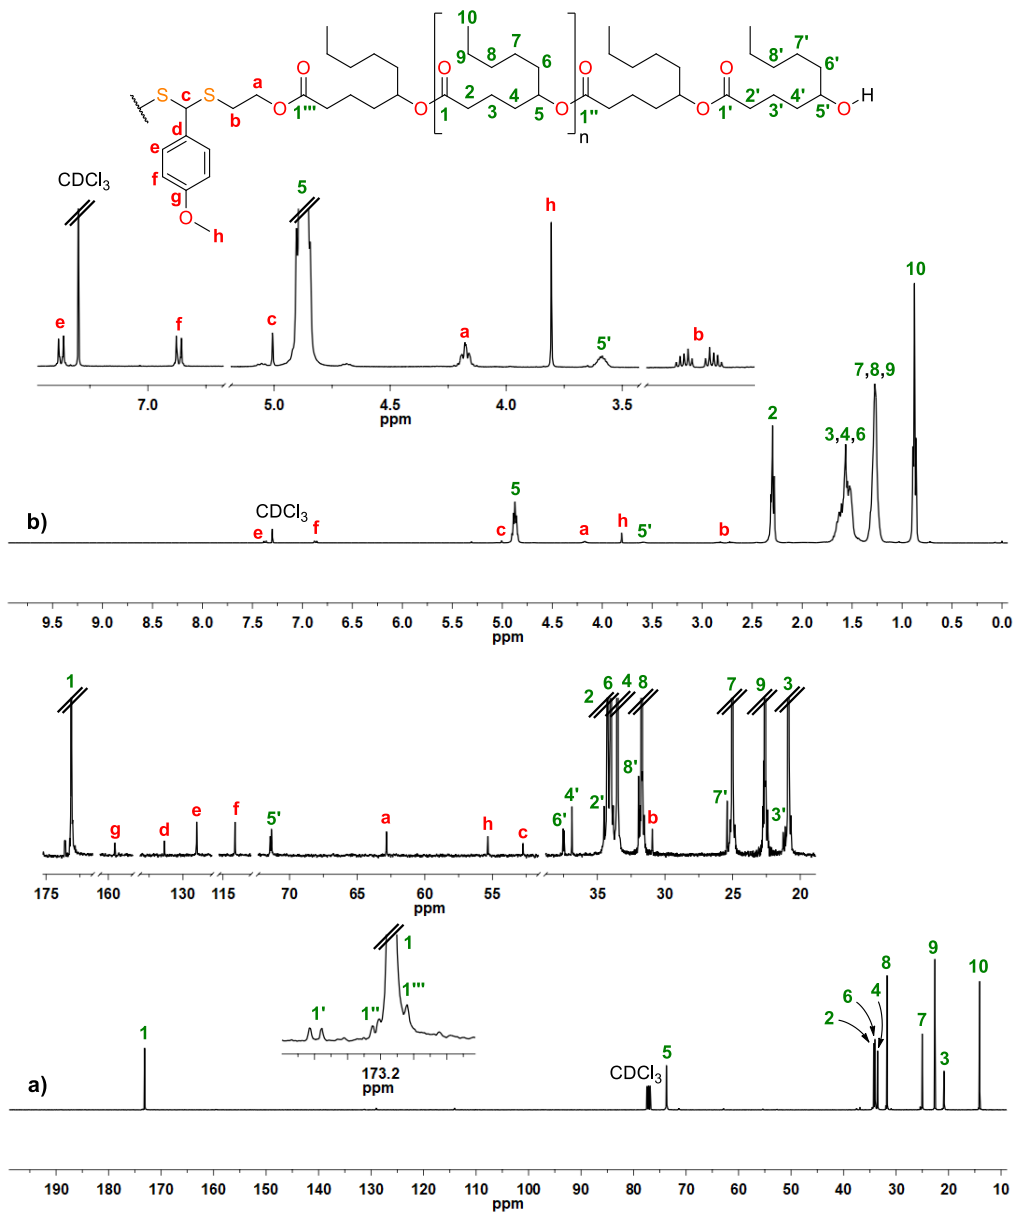 10
9 8 7 6
O O O O
8' 7' 6'
S c S a O 1''' O 1 2 3 4 5 O 1'' O 1' 2' 3' 4' 5' O H
b n
d
e
f
g
O
h
CDCl3
5
h
10
e f c a 5' b
7.0 5.0 4.5 4.0 3.5
ppm
7,8,9
2
3,4,6
5
CDCl3
b)
e f c a h 5' b
9.5 9.0 8.5 8.0 7.5 7.0 6.5 6.0 5.5 5.0 4.5 4.0 3.5 3.0 2.5 2.0 1.5 1.0 0.5 0.0
ppm
1 2 6 4 8 7 9 3
g d e f 5' a h c 6' 4' 2' 8' b 7' 3'
175 160 130 115 70 65 60 55 35 30 25 20
ppm
1
1' 1'' 1'''
173.2
ppm
1
CDCl3
5
2 6 4 8 7 9 3 10
a)
190 180 170 160 150 140 130 120 110 100 90 80 70 60 50 40 30 20 10
ppm